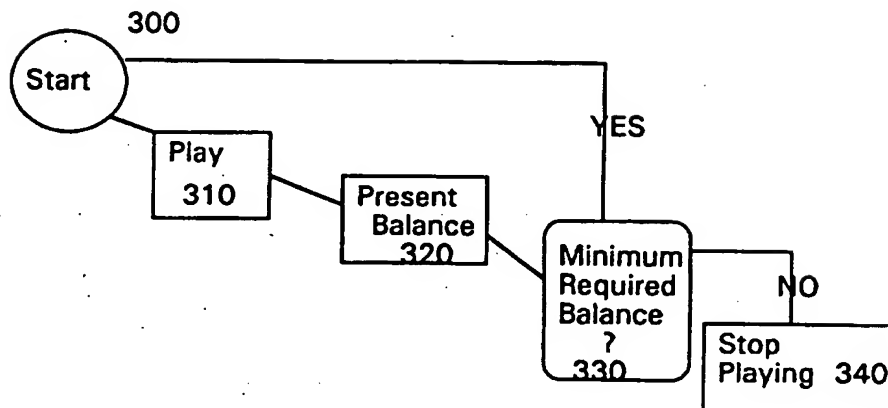 300
Start
YES
Play
310
Present
Balance
320
Minimum
Required
Balance
?
330
NO
Stop
Playing 340